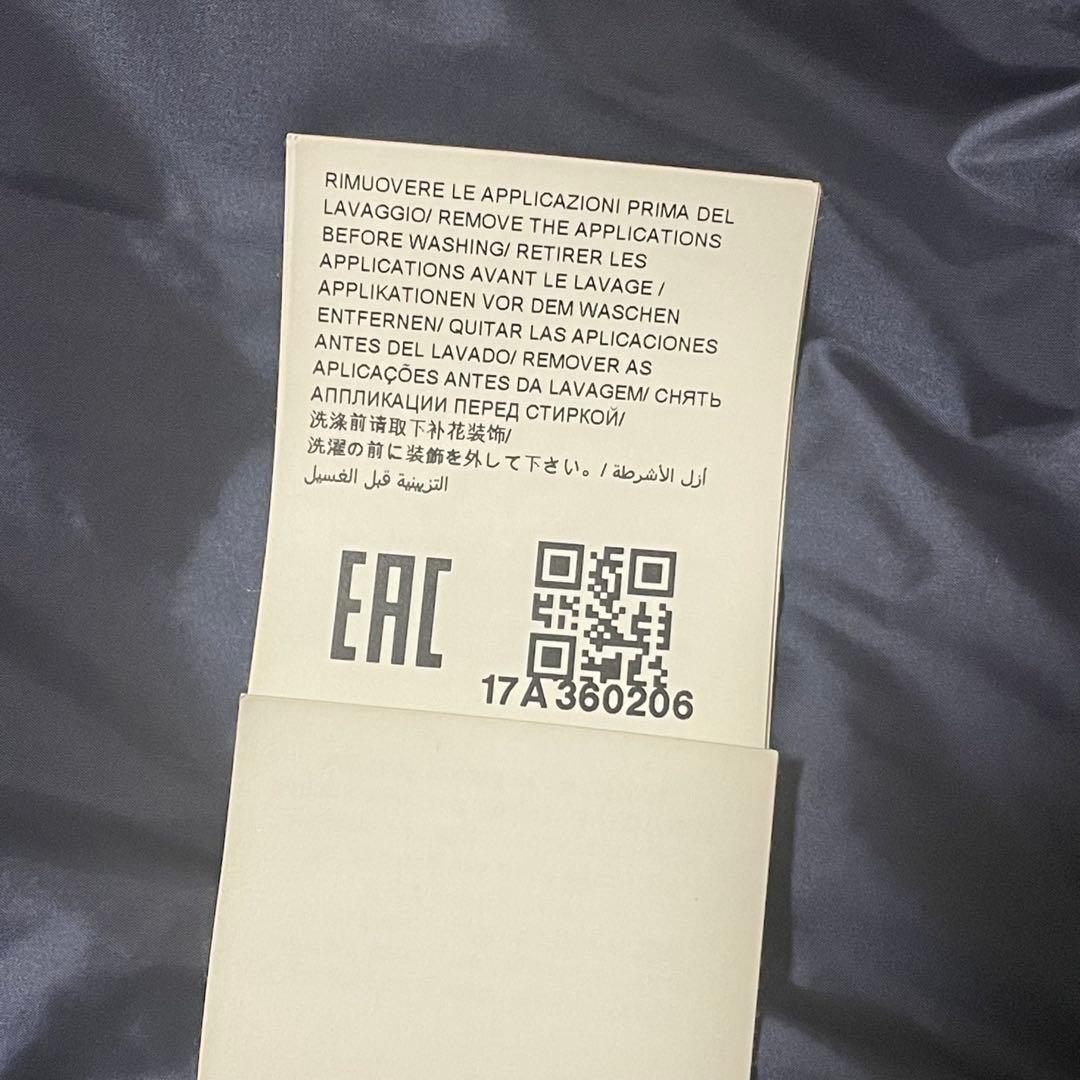 RIMUOVERE LE APPLICAZIONI PRIMA DEL
LAVAGGIO/ REMOVE THE APPLICATIONS
BEFORE WASHING/ RETIRER LES
APPLICATIONS AVANT LE LAVAGE /
APPLIKATIONEN VOR DEM WASCHEN
ENTFERNEN/ QUITAR LAS APLICACIONES
ANTES DEL LAVADO/ REMOVER AS
APLICAÇÕES ANTES DA LAVAGEM/ СНЯТЬ
АППЛИКАЦИИ ПЕРЕД СТИРКОЙ/
洗涤前请取下补花装饰/
洗濯の前に装飾を外して下さい。/ أزل الأشرطة
التزيينية قبل الغسيل
EAC
17A360206